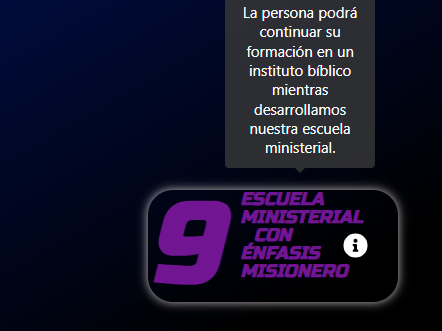 La persona podrá
continuar su
formación en un
instituto bíblico
mientras
desarrollamos
nuestra escuela
ministerial.
9
ESCUELA
MINISTERIAL
CON
ÉNFASIS
MISIONERO
i